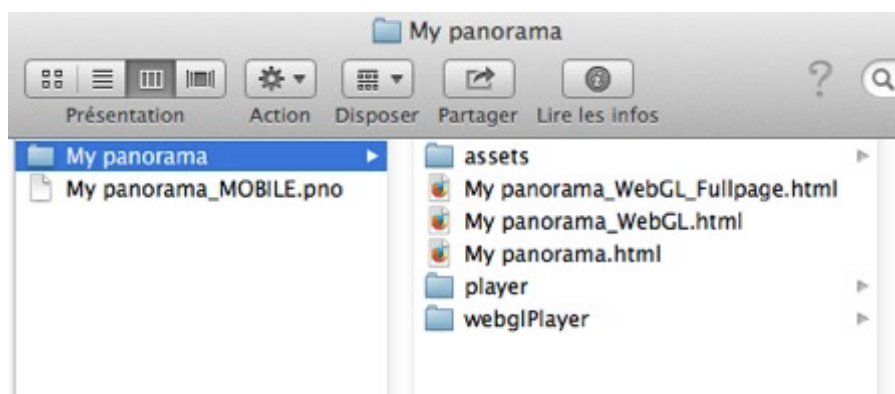 My panorama
?
Présentation Action Disposer Partager Lire les infos
My panorama
My panorama_MOBILE.pno
assets
My panorama_WebGL_Fullpage.html
My panorama_WebGL.html
My panorama.html
player
webglPlayer